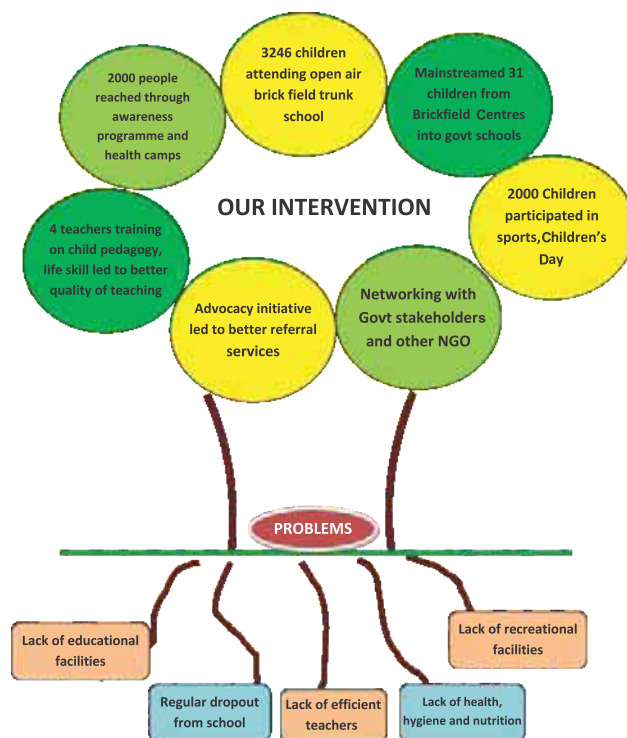 3246 children
attending open air
brick field trunk
school
2000 people
reached through
awareness
programme and
health camps
Mainstreamed 31
children from
Brickfield Centres
into govt schools
OUR INTERVENTION
2000 Children
participated in
sports,Children's
Day
4 teachers training
on child pedagogy,
life skill led to better
quality of teaching
Advocacy initiative
led to better referral
services
Networking with
Govt stakeholders
and other NGO
PROBLEMS
Lack of educational
facilities
Regular dropout
from school
Lack of efficient
teachers
Lack of health,
hygiene and nutrition
Lack of recreational
facilities